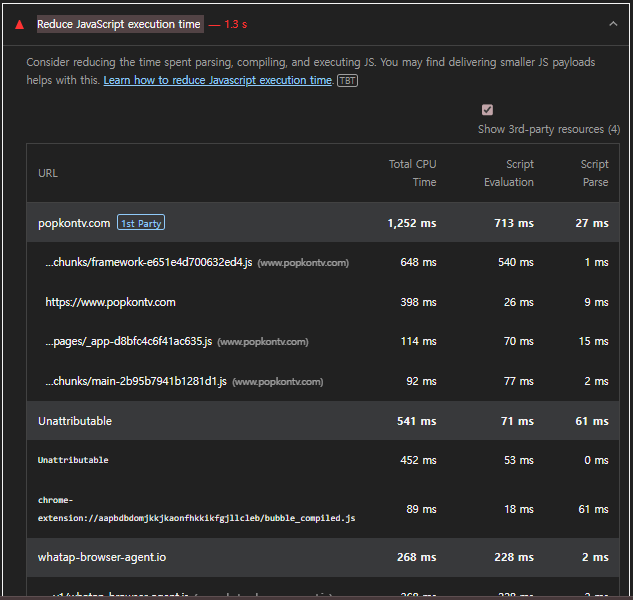 Reduce JavaScript execution time — 1.3 s
Consider reducing the time spent parsing, compiling, and executing JS. You may find delivering smaller JS payloads
helps with this. Learn how to reduce Javascript execution time. TBT
Show 3rd-party resources (4)
URL Total CPU Time Script Evaluation Script Parse
popkontv.com 1st Party 1,252 ms 713 ms 27 ms
...chunks/framework-e651e4d700632ed4.js (www.popkontv.com) 648 ms 540 ms 1 ms
https://www.popkontv.com 398 ms 26 ms 9 ms
...pages/_app-d8bfc4c6f41ac635.js (www.popkontv.com) 114 ms 70 ms 15 ms
...chunks/main-2b95b7941b1281d1.js (www.popkontv.com) 92 ms 77 ms 2 ms
Unattributable 541 ms 71 ms 61 ms
Unattributable 452 ms 53 ms 0 ms
chrome-
extension://aapbdbdomjkkjkaonfhkkikfgjllcleb/bubble_compiled.js 89 ms 18 ms 61 ms
whatap-browser-agent.io 268 ms 228 ms 2 ms